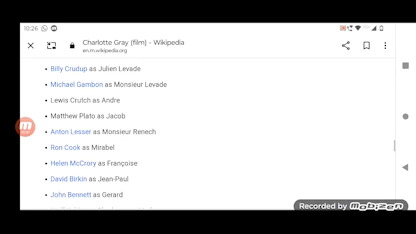 10:26
Charlotte Gray (film) - Wikipedia
en.m.wikipedia.org
• Billy Crudup as Julien Levade
• Michael Gambon as Monsieur Levade
• Lewis Crutch as Andre
• Matthew Plato as Jacob
• Anton Lesser as Monsieur Renech
• Ron Cook as Mirabel
• Helen McCrory as Françoise
• David Birkin as Jean-Paul
• John Bennett as Gerard
Recorded by Mobizen